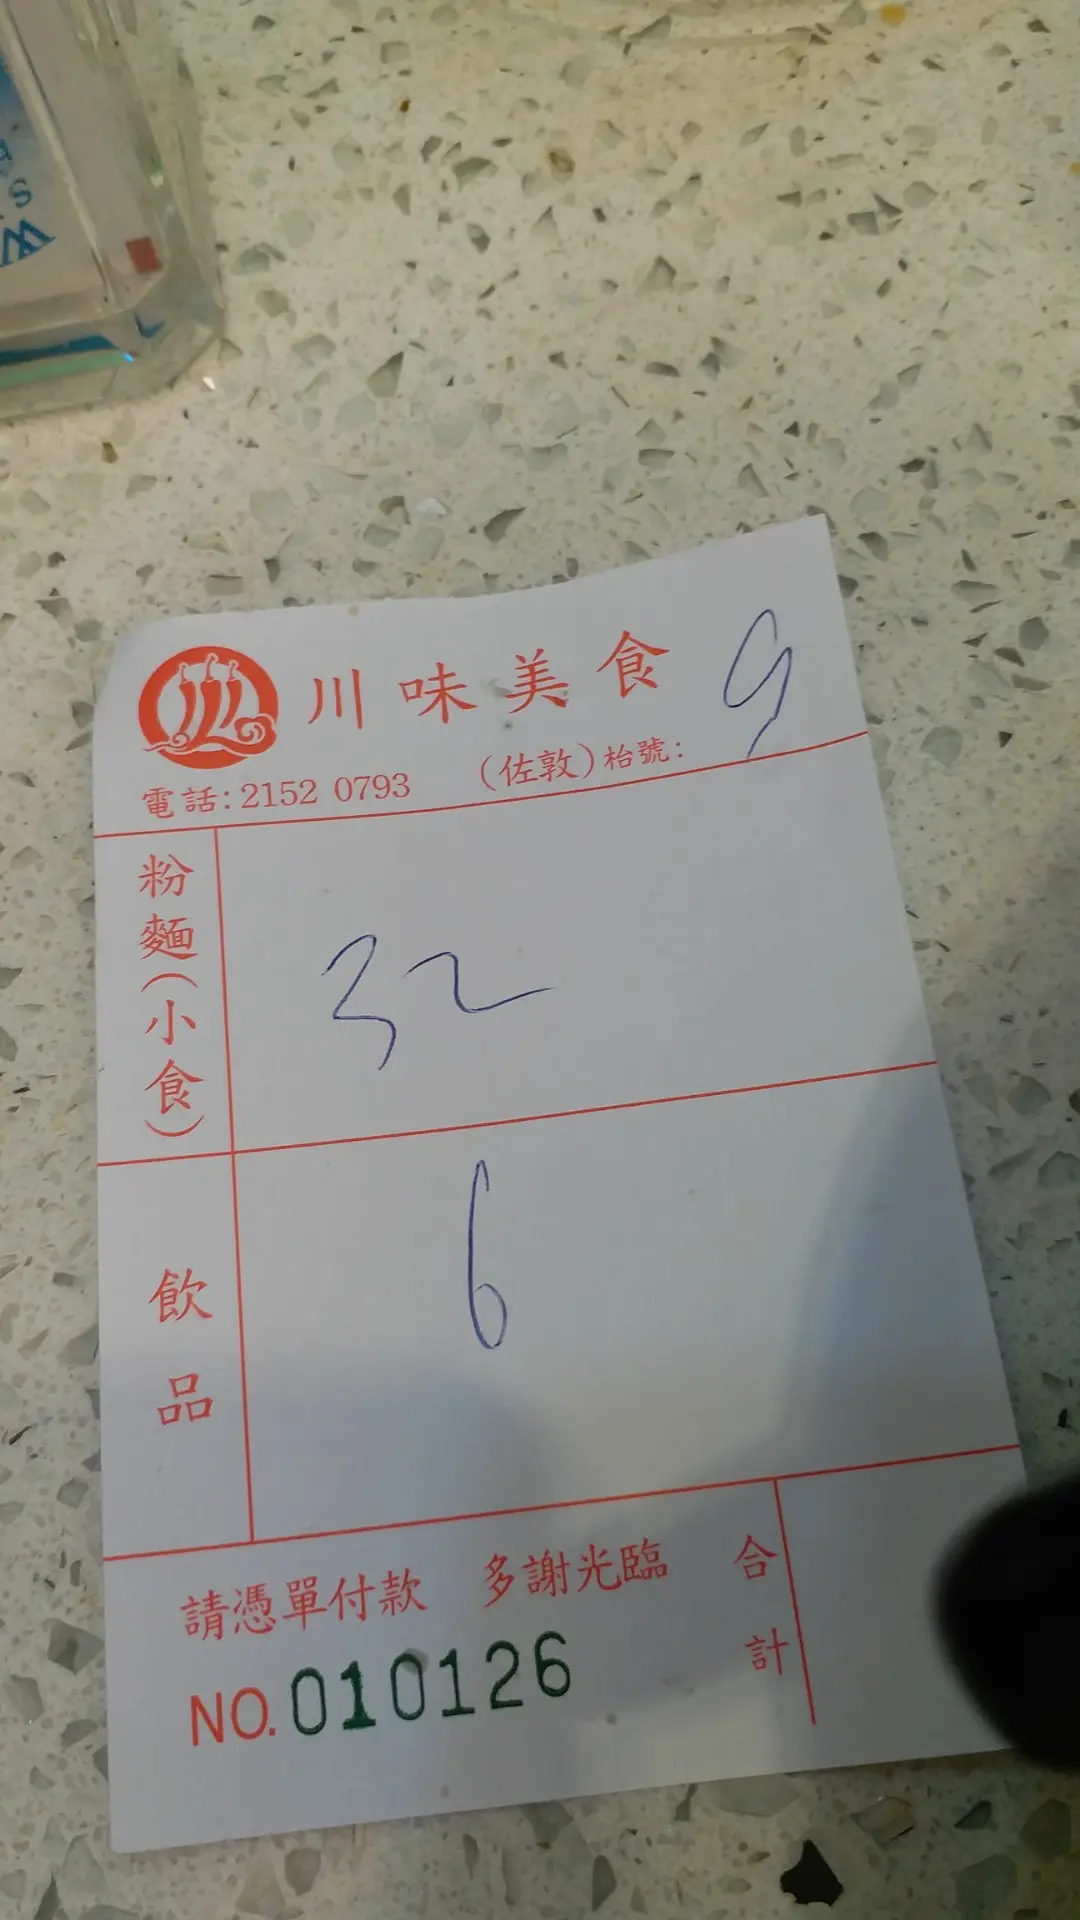 川味美食
9
電話:2152 0793 (佐敦)枱號:
粉麵(小食)
32
飲品
6
請憑單付款 多謝光臨
合計
NO.010126